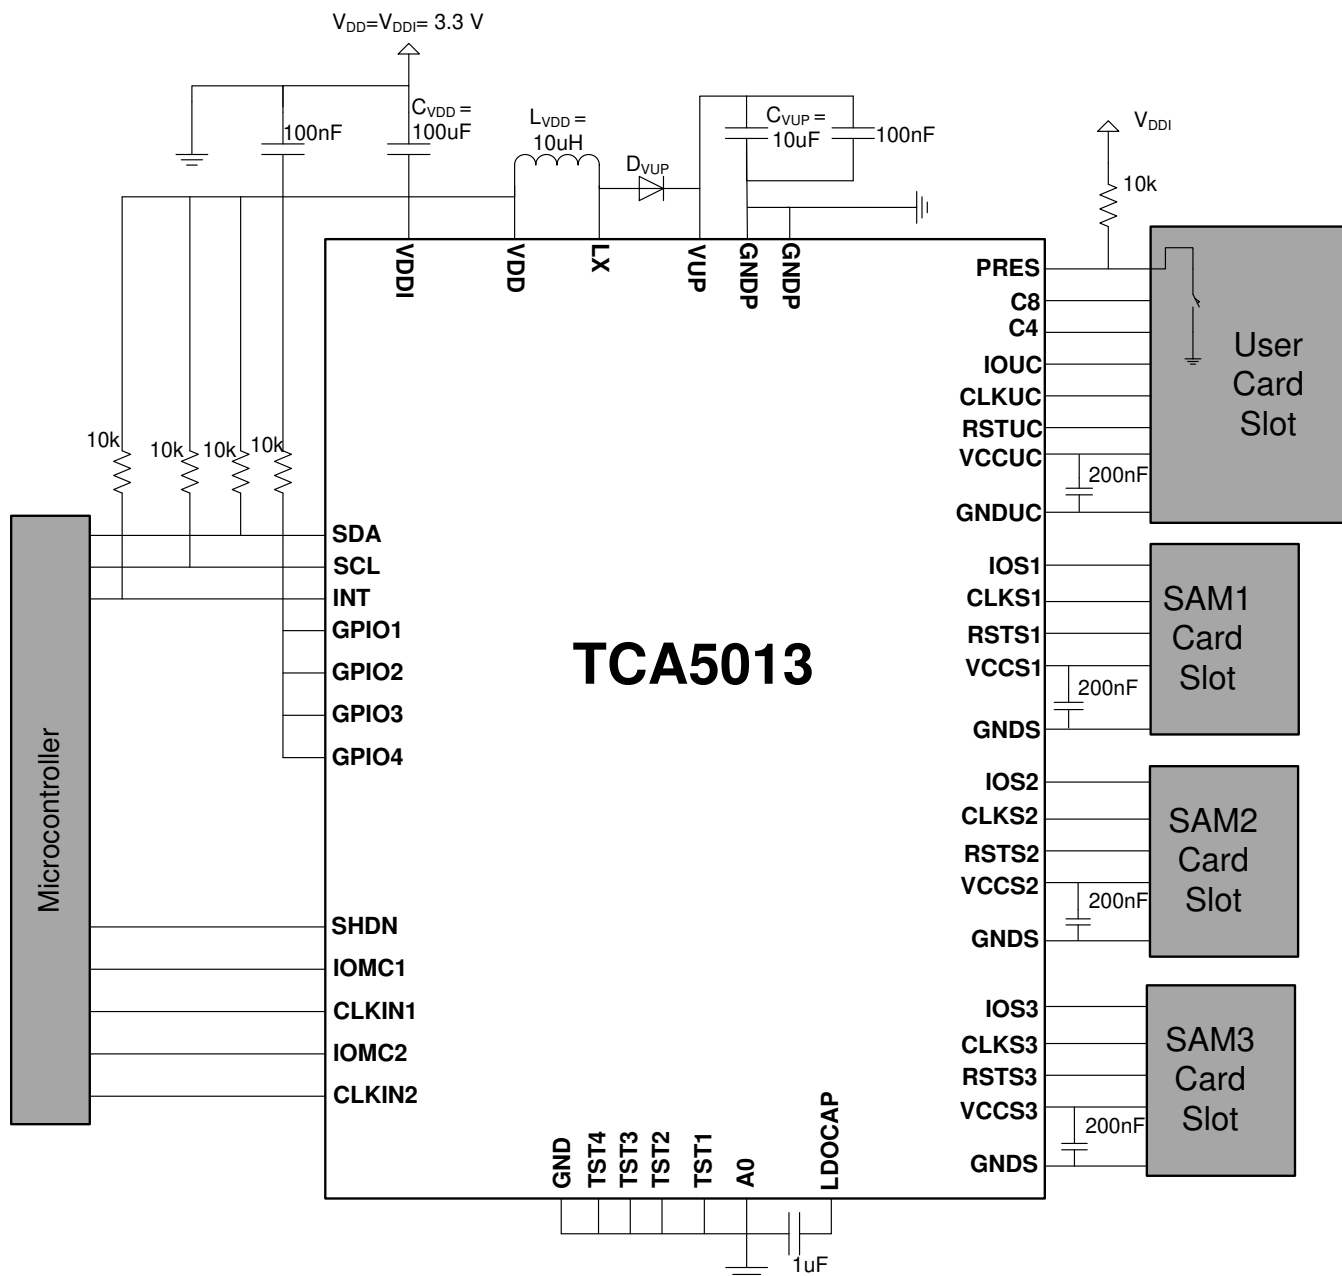 VDD=VDDI= 3.3 V
100nF
CVDD =
100uF
LVDD =
10uH
DVUP
CVUP =
10uF
100nF
VDDI
10k
VDDI
VDD
LX
VUP
GNDP
GNDP
PRES
C8
C4
IOUC
CLKUC
RSTUC
VCCUC
200nF
GNDUC
User
Card
Slot
10k
10k
10k
10k
SDA
SCL
INT
GPIO1
GPIO2
GPIO3
GPIO4
Microcontroller
SHDN
IOMC1
CLKIN1
IOMC2
CLKIN2
TCA5013
IOS1
CLKS1
RSTS1
VCCS1
200nF
GNDS
SAM1
Card
Slot
IOS2
CLKS2
RSTS2
VCCS2
200nF
GNDS
SAM2
Card
Slot
IOS3
CLKS3
RSTS3
VCCS3
200nF
GNDS
SAM3
Card
Slot
GND
TST4
TST3
TST2
TST1
A0
LDOCAP
1uF